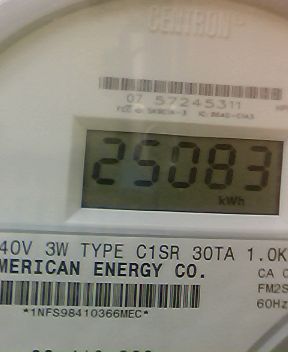 CENTRON
07 57245311
25083
kWh
40V 3W TYPE C1SR 30TA 1.0K
MERICAN ENERGY CO.
CA
FM2S
60Hz
*1NFS98410366MEC*